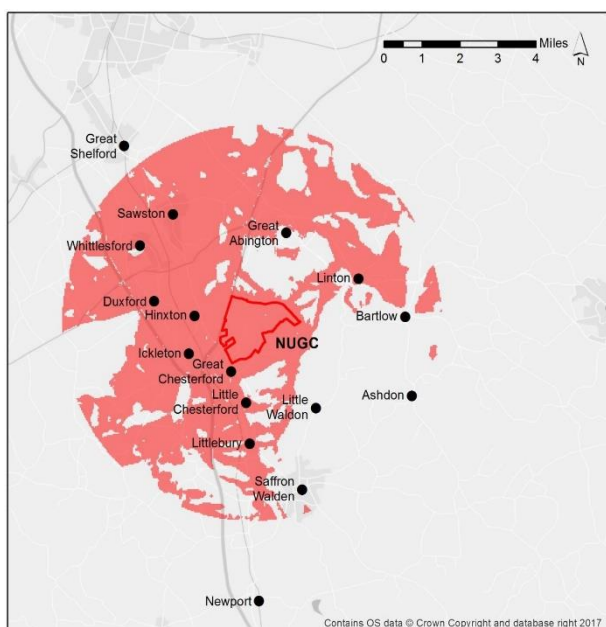 Miles
0 1 2 3 4
N
Great
Shelford
Sawston
Great
Abington
Whittlesford
Linton
Duxford
Hinxton
Bartlow
NUGC
Ickleton
Great
Chesterford
Little
Chesterford
Little
Waldon
Ashdon
Littlebury
Saffron
Walden
Newport
Contains OS data © Crown Copyright and database right 2017